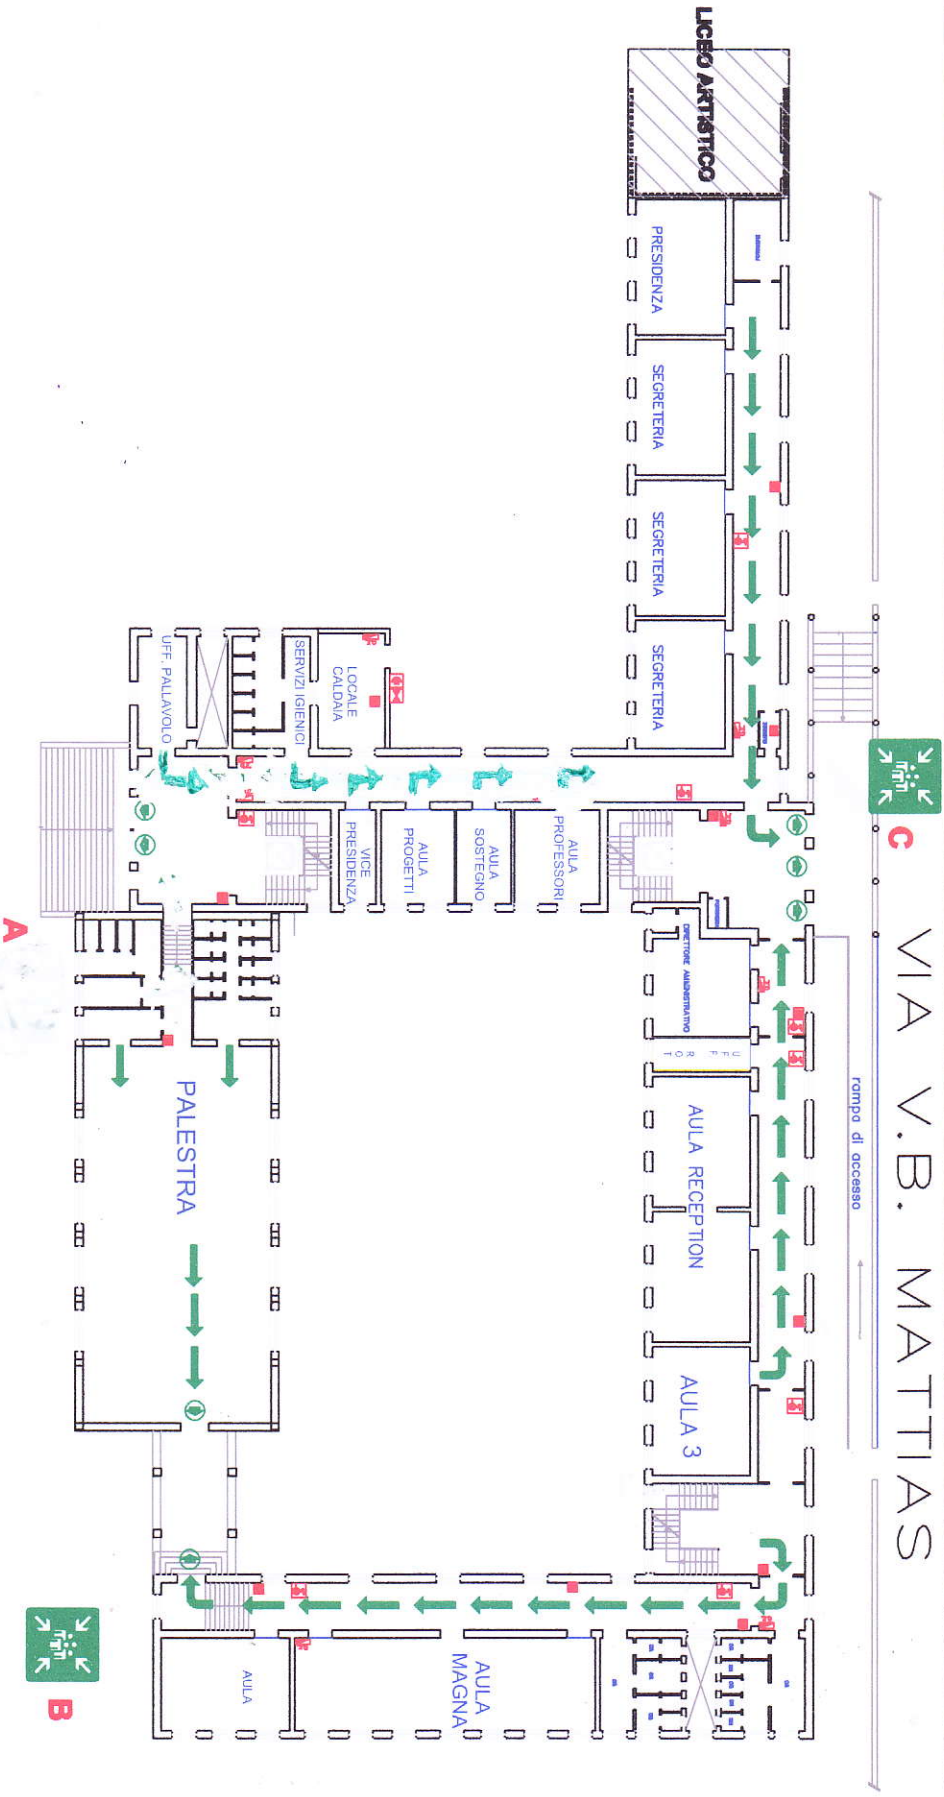 LICEO ARTISTICO
VIA V.B. MATTIAS
C
rampa di accesso
PRESIDENZA
SEGRETERIA
SEGRETERIA
SEGRETERIA
DIRETTORE AMMINISTRATIVO
UFF
ROT
AULA RECEPTION
AULA 3
LOCALE
CALDAIA
SERVIZI IGIENICI
UFF. PALLAVOLO
AULA
PROFESSORI
AULA
SOSTEGNO
AULA
PROGETTI
VICE
PRESIDENZA
A
PALESTRA
AULA
MAGNA
AULA
B